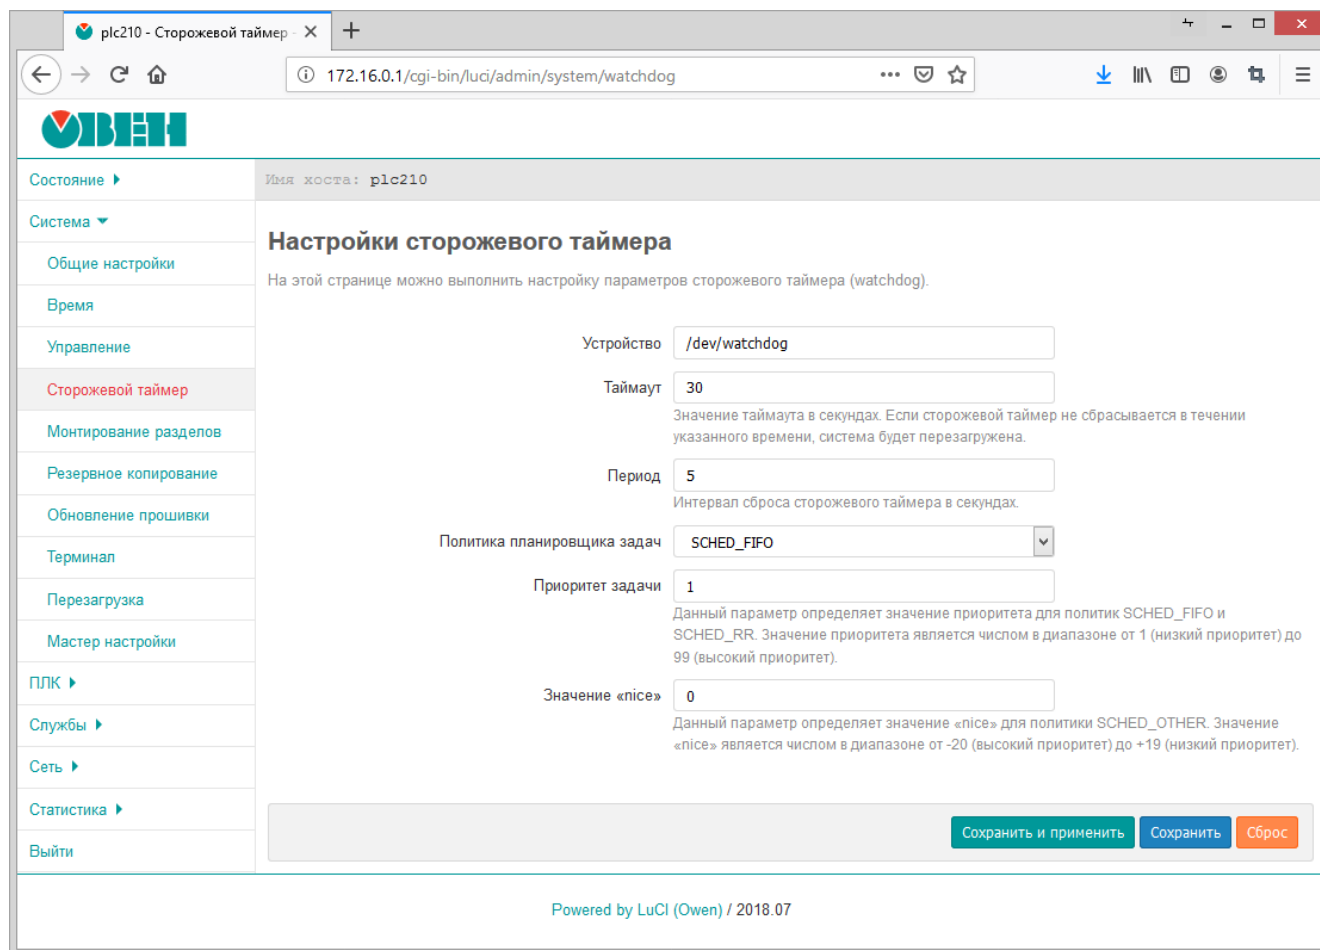 plc210 - Сторожевой таймер -
172.16.0.1/cgi-bin/luci/admin/system/watchdog
ОВЕН
Состояние
Имя хоста: plc210
Система
Общие настройки
Время
Управление
Сторожевой таймер
Монтирование разделов
Резервное копирование
Обновление прошивки
Терминал
Перезагрузка
Мастер настройки
ПЛК
Службы
Сеть
Статистика
Выйти
Настройки сторожевого таймера
На этой странице можно выполнить настройку параметров сторожевого таймера (watchdog).
Устройство /dev/watchdog
Таймаут 30
Значение таймаута в секундах. Если сторожевой таймер не сбрасывается в течении
указанного времени, система будет перезагружена.
Период 5
Интервал сброса сторожевого таймера в секундах.
Политика планировщика задач SCHED_FIFO
Приоритет задачи 1
Данный параметр определяет значение приоритета для политик SCHED_FIFO и
SCHED_RR. Значение приоритета является числом в диапазоне от 1 (низкий приоритет) до
99 (высокий приоритет).
Значение «nice» 0
Данный параметр определяет значение «nice» для политики SCHED_OTHER. Значение
«nice» является числом в диапазоне от -20 (высокий приоритет) до +19 (низкий приоритет).
Сохранить и применить Сохранить Сброс
Powered by LuCI (Owen) / 2018.07